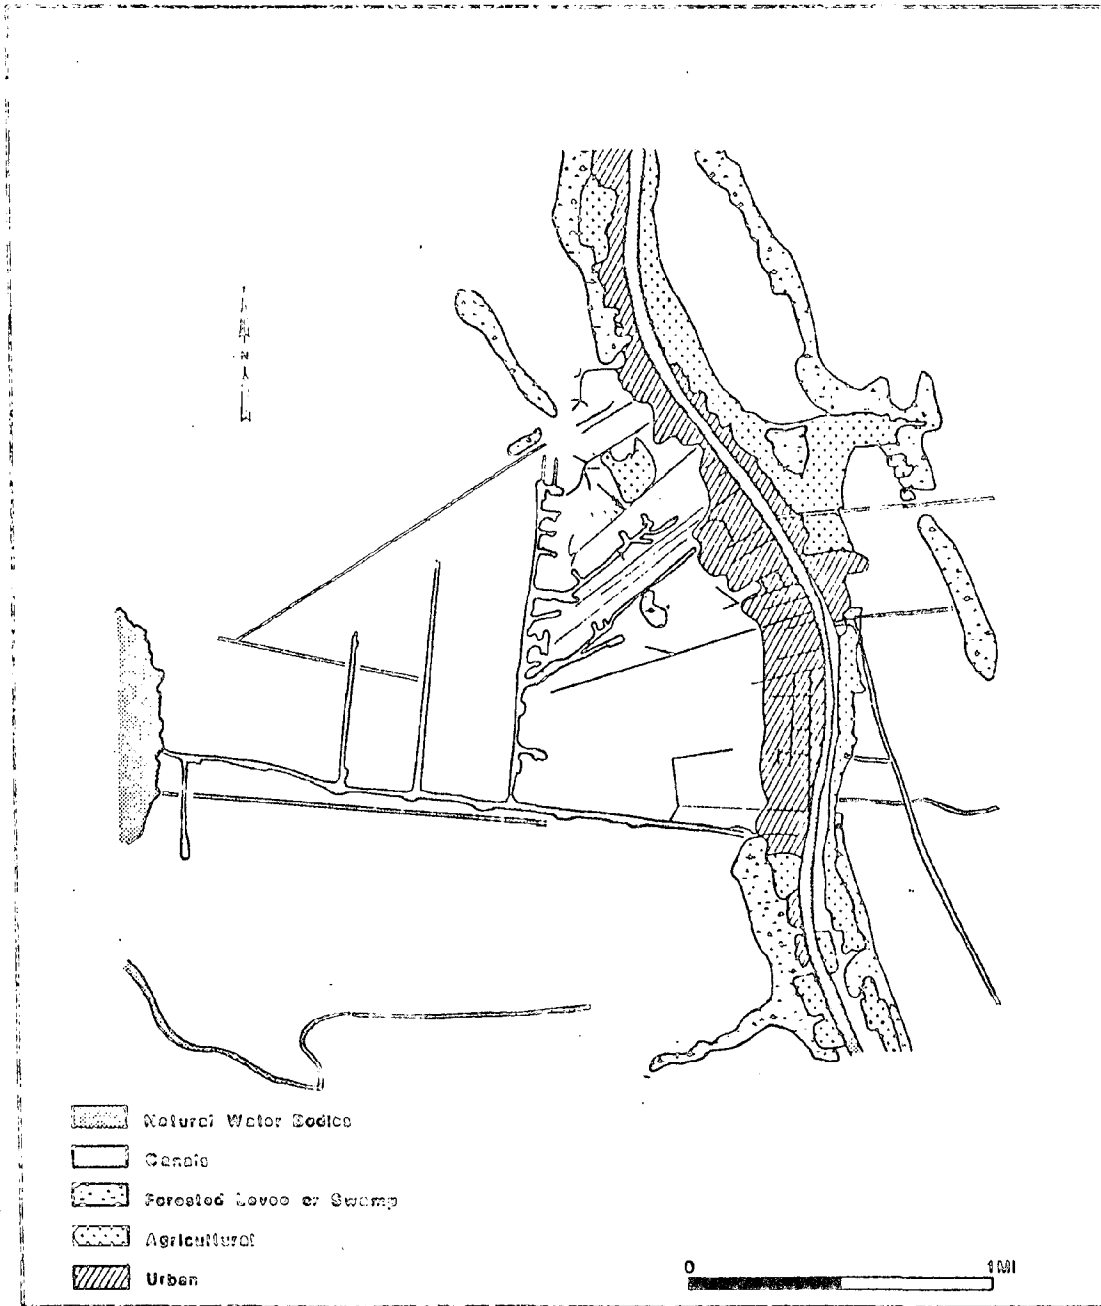 N
Natural Water Bodies
Canals
Forested Levee or Swamp
Agricultural
Urban
0 1MI